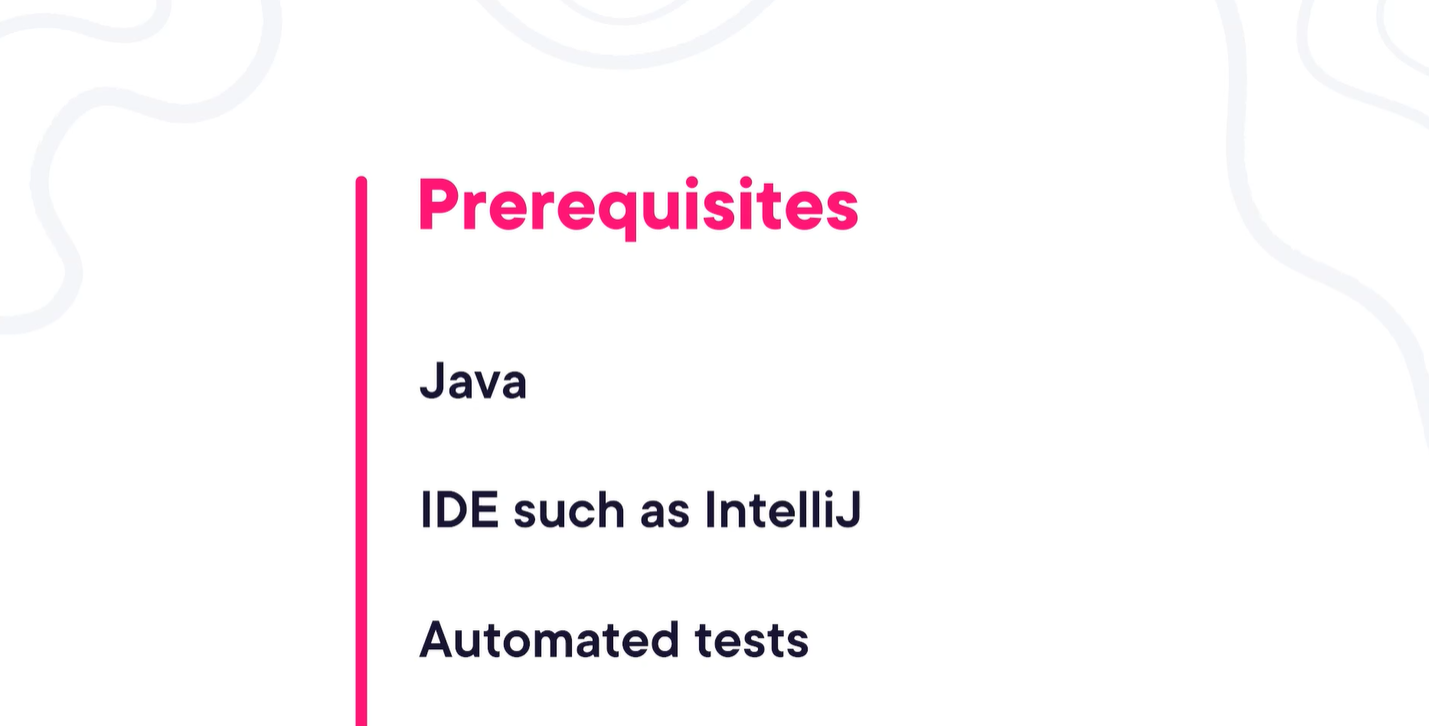 Prerequisites
Java
IDE such as IntelliJ
Automated tests